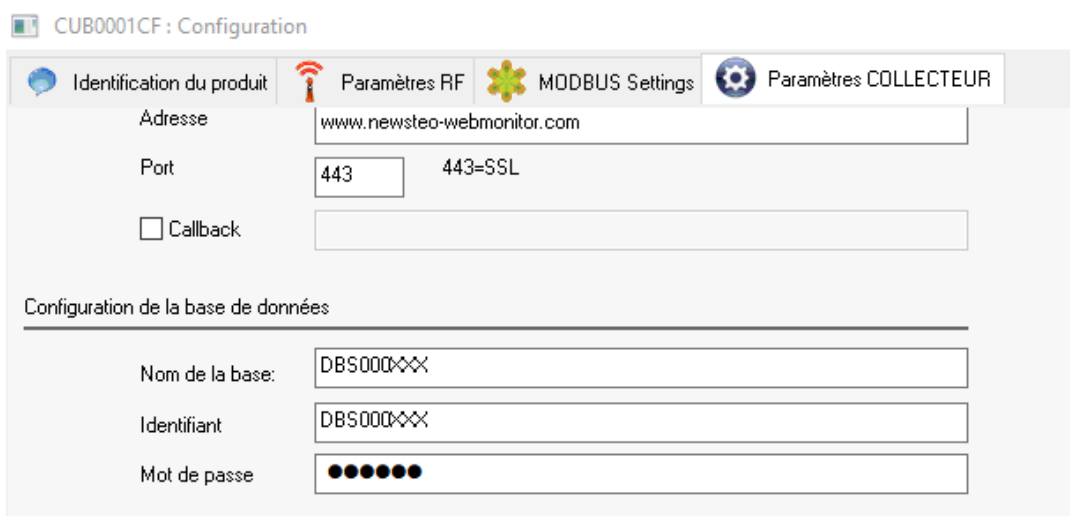 CUB0001CF : Configuration
Identification du produit Paramètres RF MODBUS Settings Paramètres COLLECTEUR
Adresse www.newsteo-webmonitor.com
Port 443 443=SSL
Callback
Configuration de la base de données
Nom de la base: DBS000XXX
Identifiant DBS000XXX
Mot de passe ●●●●●●